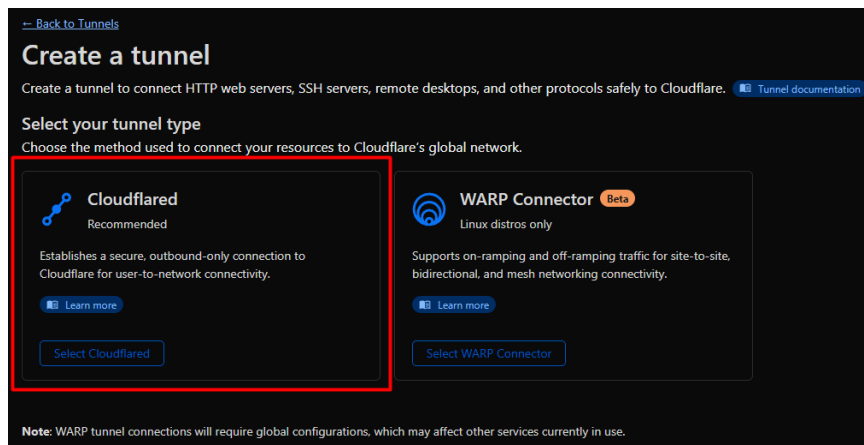 ← Back to Tunnels
Create a tunnel
Create a tunnel to connect HTTP web servers, SSH servers, remote desktops, and other protocols safely to Cloudflare. Tunnel documentation
Select your tunnel type
Choose the method used to connect your resources to Cloudflare's global network.
Cloudflared
Recommended
Establishes a secure, outbound-only connection to
Cloudflare for user-to-network connectivity.
Learn more
Select Cloudflared
WARP Connector Beta
Linux distros only
Supports on-ramping and off-ramping traffic for site-to-site,
bidirectional, and mesh networking connectivity.
Learn more
Select WARP Connector
Note: WARP tunnel connections will require global configurations, which may affect other services currently in use.